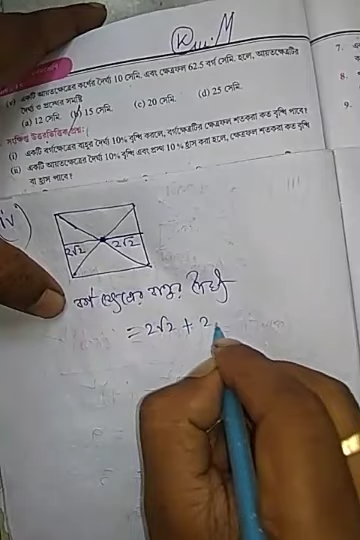 (v) একটি আয়তক্ষেত্রের কর্ণের দৈর্ঘ্য 10 সেমি. এবং ক্ষেত্রফল 62.5 বর্গ সেমি. হলে, আয়তক্ষেত্রটির
দৈর্ঘ্য ও প্রস্থের সমষ্টি
(a) 12 সেমি. (b) 15 সেমি. (c) 20 সেমি. (d) 25 সেমি.
সংক্ষিপ্ত উত্তরভিত্তিক প্রশ্ন:
(i) একটি বর্গক্ষেত্রের বাহুর দৈর্ঘ্য 10% বৃদ্ধি করলে, বর্গক্ষেত্রটির ক্ষেত্রফল শতকরা কত বৃদ্ধি পাবে?
(ii) একটি আয়তক্ষেত্রের দৈর্ঘ্য 10% বৃদ্ধি এবং প্রস্থ 10% হ্রাস করা হলে, ক্ষেত্রফল শতকরা কত বৃদ্ধি
বা হ্রাস পাবে?
7.
8.
9.
iv)
2√2 2√2
বর্গ ক্ষেত্রের বাহুর দৈর্ঘ্য
= 2√2 + 2